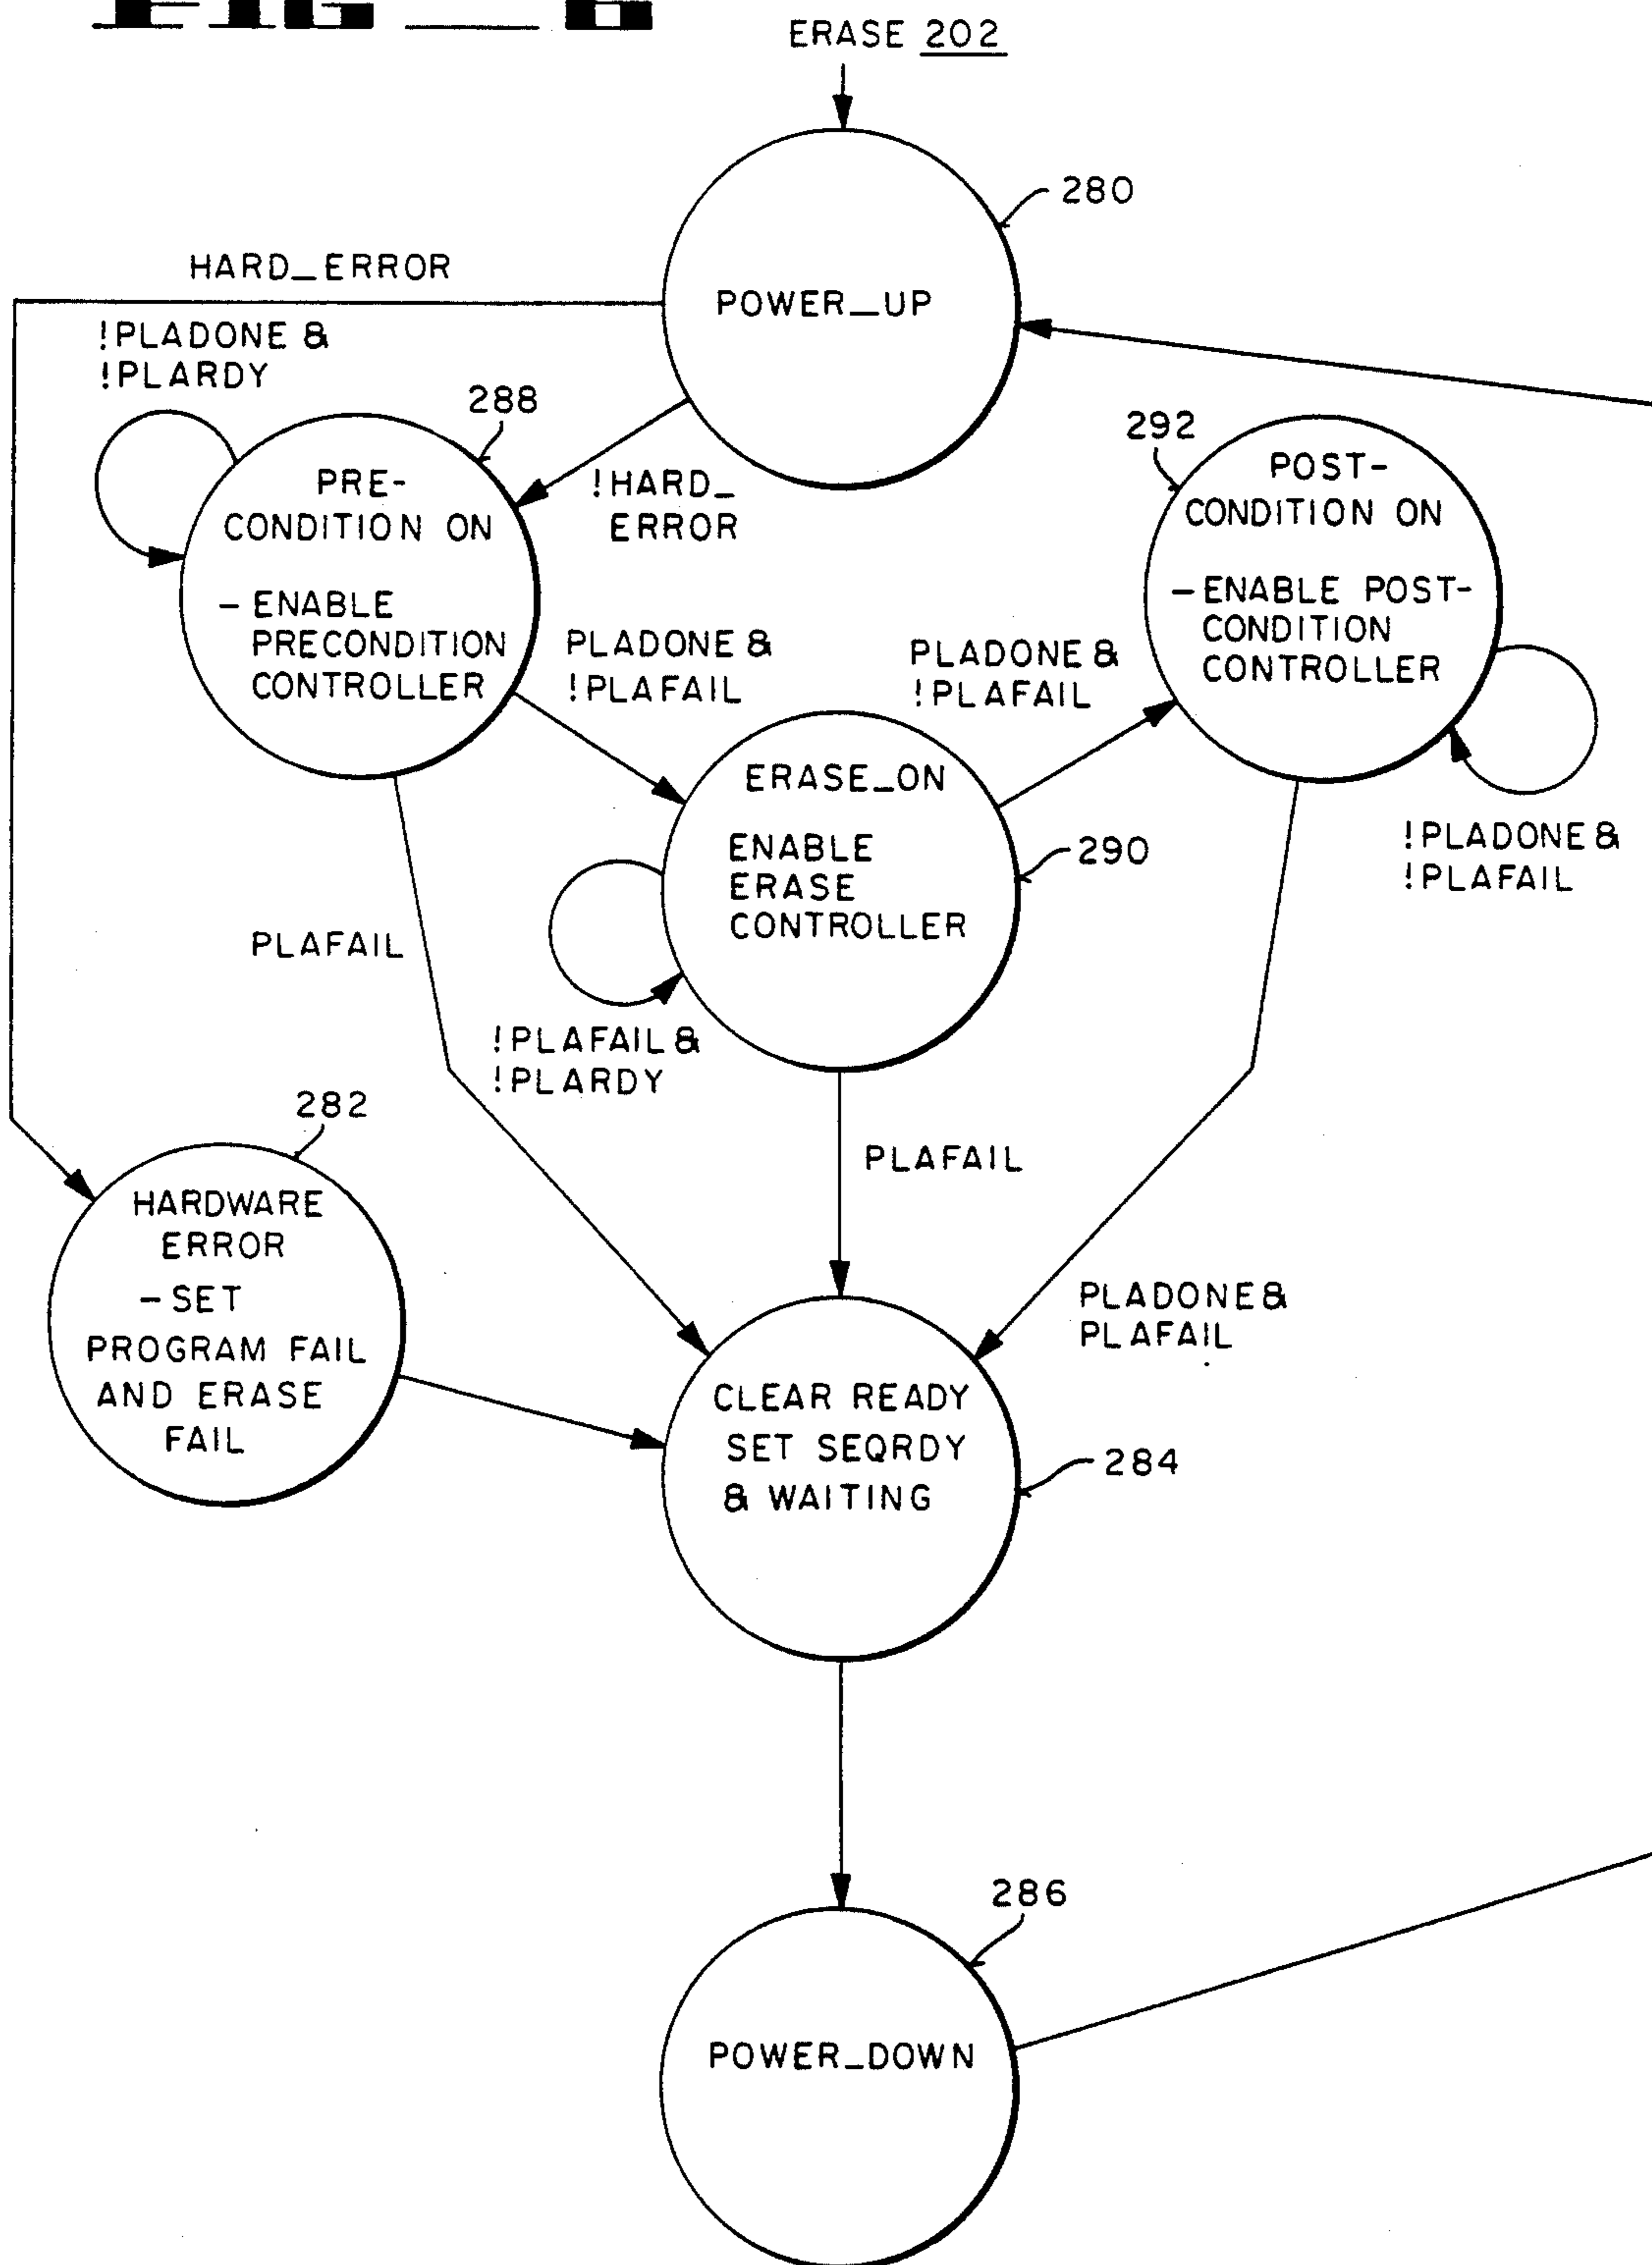 FIG_6
ERASE 202
280
HARD_ERROR
POWER_UP
!PLADONE &
!PLARDY
288
!HARD_
ERROR
292
PRE-
CONDITION ON
- ENABLE
PRECONDITION
CONTROLLER
POST-
CONDITION ON
- ENABLE POST-
CONDITION
CONTROLLER
PLADONE &
!PLAFAIL
PLADONE &
!PLAFAIL
ERASE_ON
ENABLE
ERASE
CONTROLLER
290
!PLADONE &
!PLAFAIL
PLAFAIL
!PLAFAIL &
!PLARDY
282
PLAFAIL
HARDWARE
ERROR
- SET
PROGRAM FAIL
AND ERASE
FAIL
PLADONE &
PLAFAIL
CLEAR READY
SET SEQRDY
& WAITING
284
286
POWER_DOWN